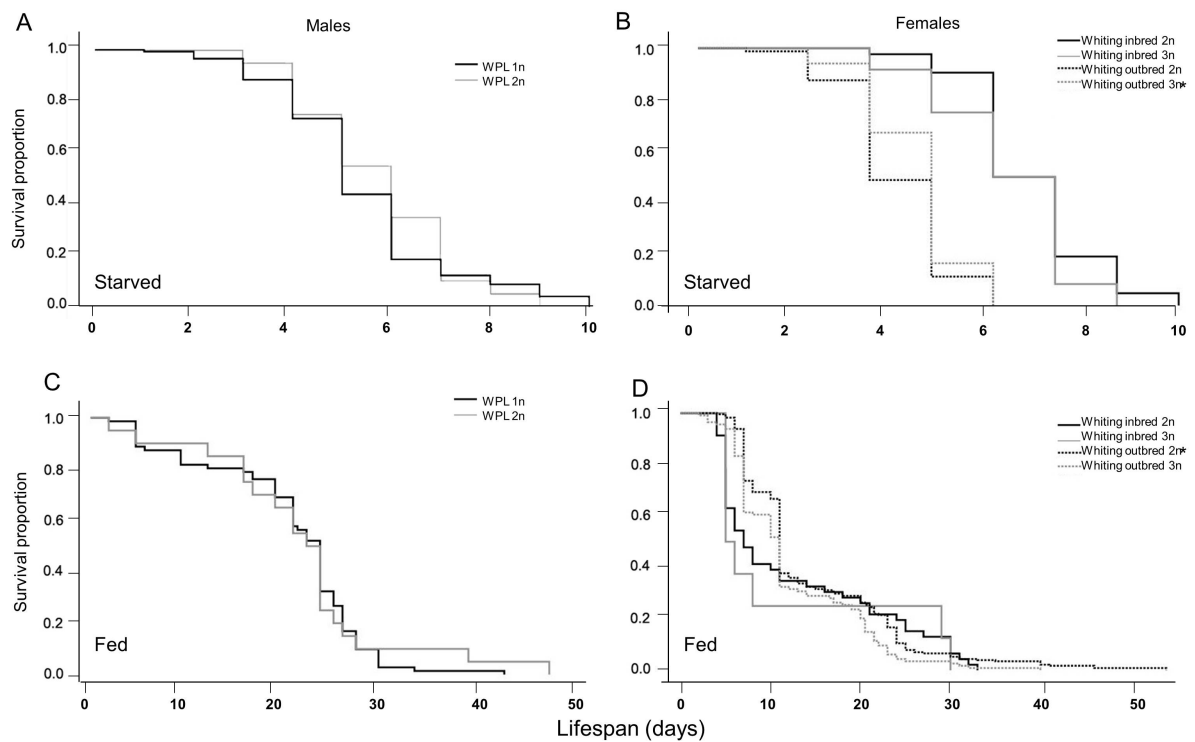 A
Males
B
Females
Survival proportion
1.0
0.8
0.6
0.4
0.2
0.0
WPL 1n
WPL 2n
Starved
0 2 4 6 8 10
1.0
0.8
0.6
0.4
0.2
0.0
Whiting inbred 2n
Whiting inbred 3n
Whiting outbred 2n
Whiting outbred 3n*
Starved
0 2 4 6 8 10
C
D
Survival proportion
1.0
0.8
0.6
0.4
0.2
0.0
WPL 1n
WPL 2n
Fed
0 10 20 30 40 50
1.0
0.8
0.6
0.4
0.2
0.0
Whiting inbred 2n
Whiting inbred 3n
Whiting outbred 2n*
Whiting outbred 3n
Fed
0 10 20 30 40 50
Lifespan (days)